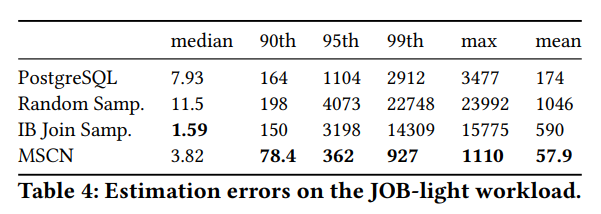 median 90th 95th 99th max mean
PostgreSQL 7.93 164 1104 2912 3477 174
Random Samp. 11.5 198 4073 22748 23992 1046
IB Join Samp. 1.59 150 3198 14309 15775 590
MSCN 3.82 78.4 362 927 1110 57.9
Table 4: Estimation errors on the JOB-light workload.